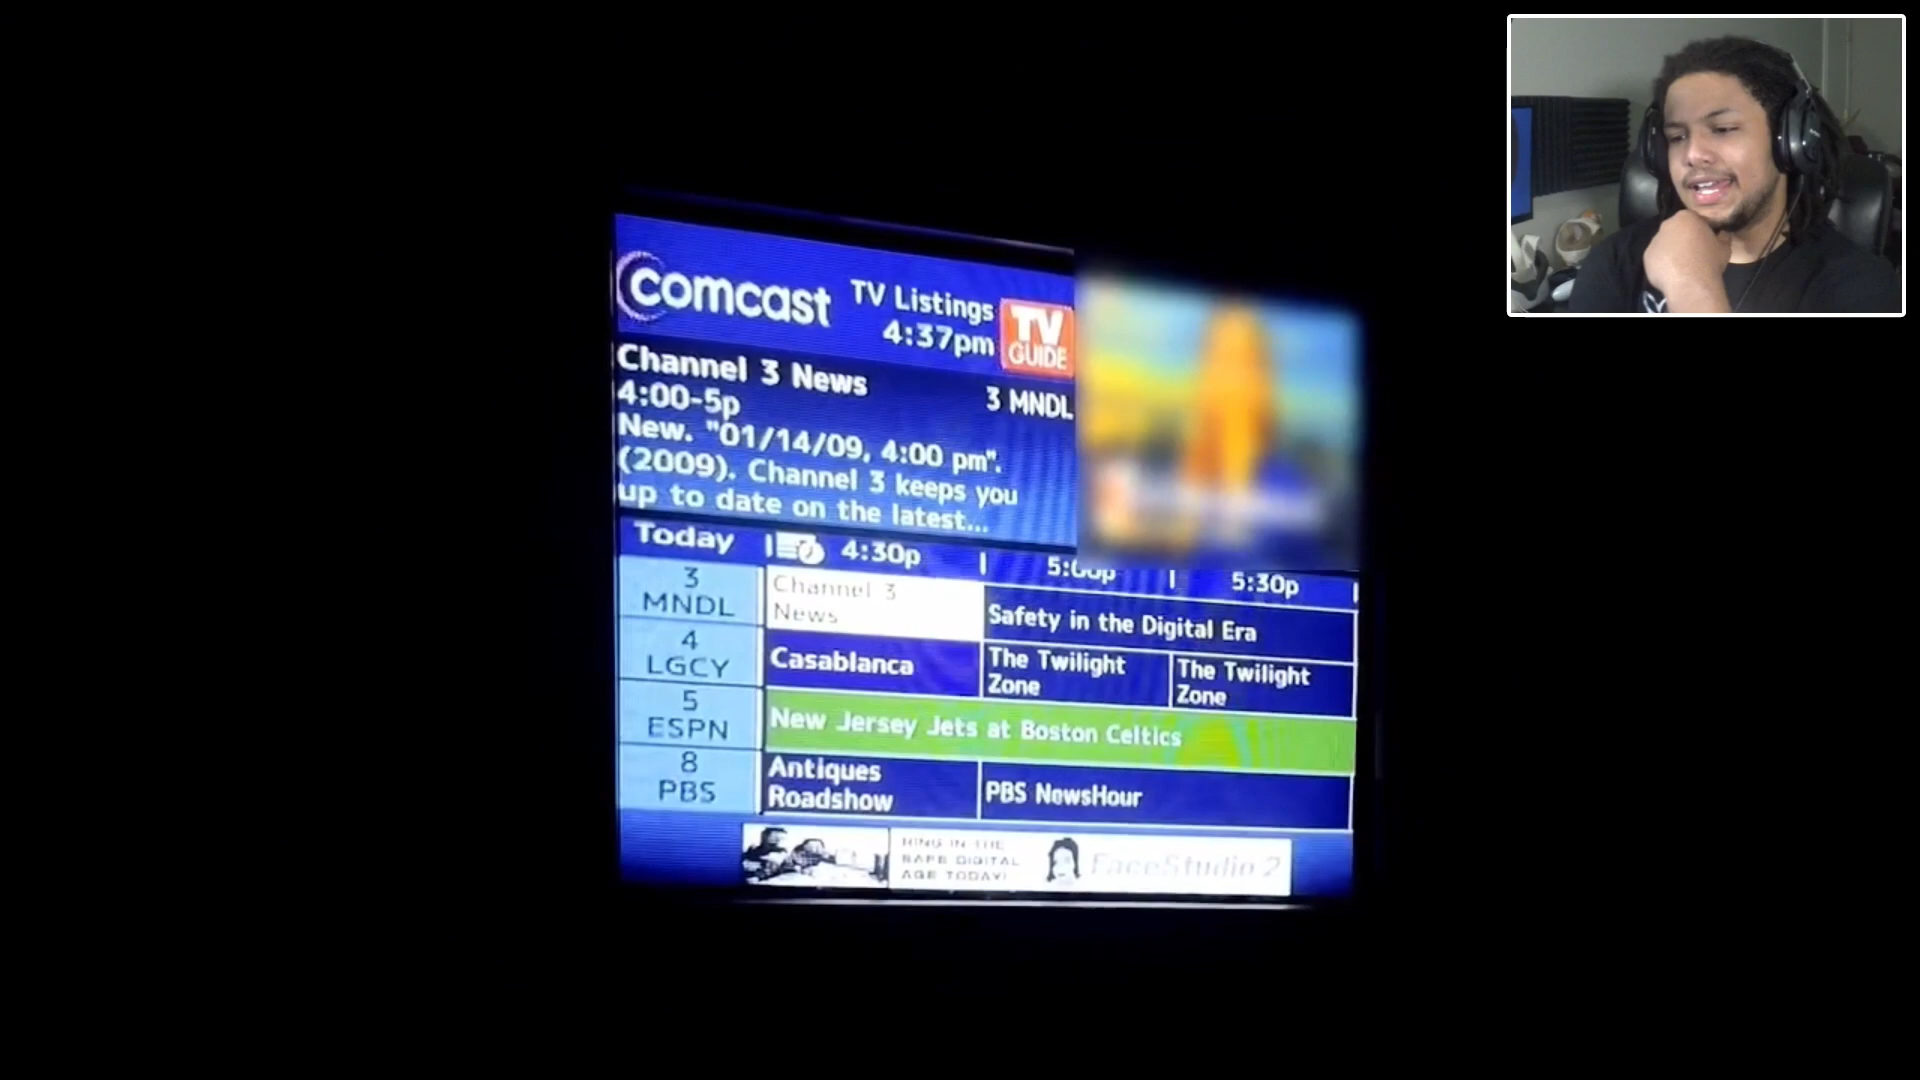 comcast
TV Listings
4:37pm
TV
GUIDE
Channel 3 News
4:00-5p
3 MNDL
New. "01/14/09, 4:00 pm".
(2009). Channel 3 keeps you
up to date on the latest...
Today
4:30p
5:00p
5:30p
3
MNDL
Channel 3
News
Safety in the Digital Era
4
LGCY
Casablanca
The Twilight
Zone
The Twilight
Zone
5
ESPN
New Jersey Jets at Boston Celtics
8
PBS
Antiques
Roadshow
PBS NewsHour
RING IN THE
SAFE DIGITAL
AGE TODAY!
FaceStudio 2